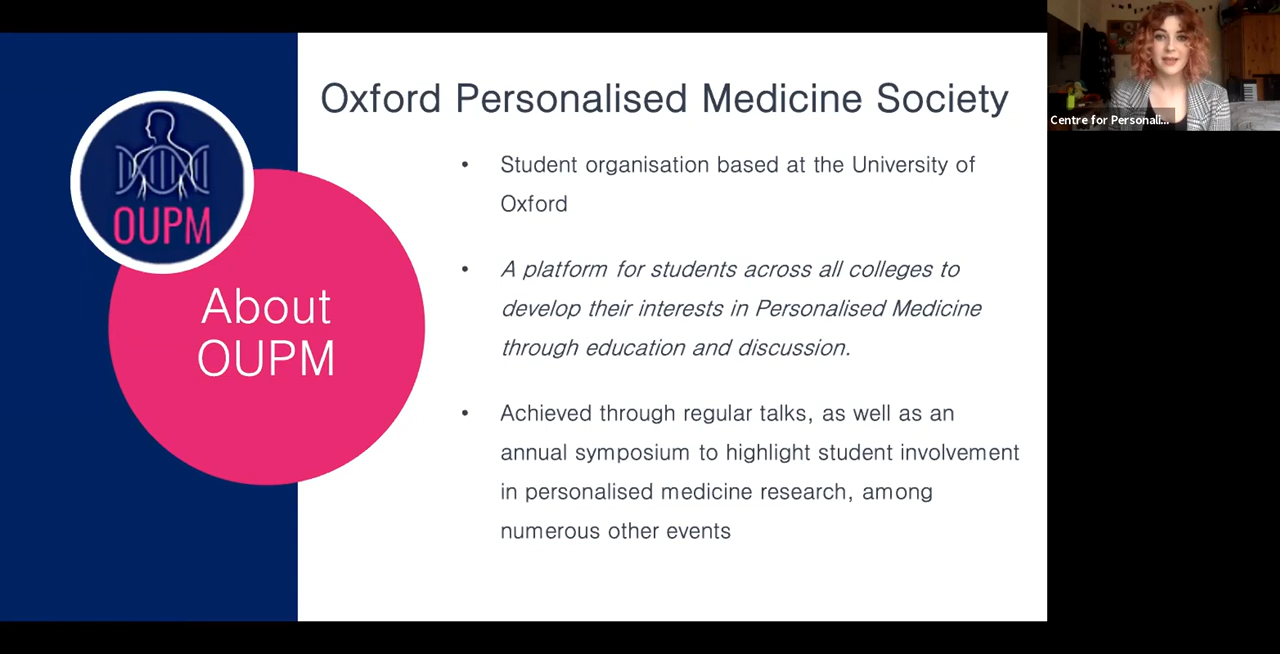 Oxford Personalised Medicine Society
OUPM
About
OUPM
• Student organisation based at the University of
Oxford
• A platform for students across all colleges to
develop their interests in Personalised Medicine
through education and discussion.
• Achieved through regular talks, as well as an
annual symposium to highlight student involvement
in personalised medicine research, among
numerous other events
Centre for Personali...